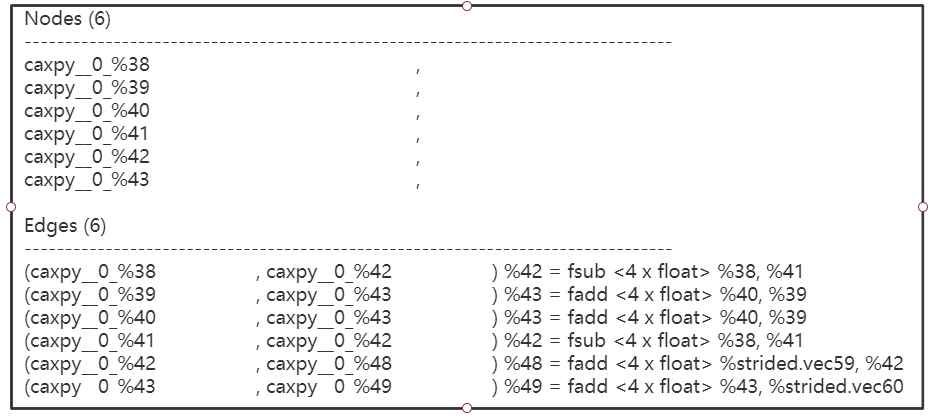 Nodes (6)
--------------------------------------------------------------------------------
caxpy__0_%38 ,
caxpy__0_%39 ,
caxpy__0_%40 ,
caxpy__0_%41 ,
caxpy__0_%42 ,
caxpy__0_%43 ,
Edges (6)
--------------------------------------------------------------------------------
(caxpy__0_%38 , caxpy__0_%42 ) %42 = fsub <4 x float> %38, %41
(caxpy__0_%39 , caxpy__0_%43 ) %43 = fadd <4 x float> %40, %39
(caxpy__0_%40 , caxpy__0_%43 ) %43 = fadd <4 x float> %40, %39
(caxpy__0_%41 , caxpy__0_%42 ) %42 = fsub <4 x float> %38, %41
(caxpy__0_%42 , caxpy__0_%48 ) %48 = fadd <4 x float> %strided.vec59, %42
(caxpy__0_%43 , caxpy__0_%49 ) %49 = fadd <4 x float> %43, %strided.vec60